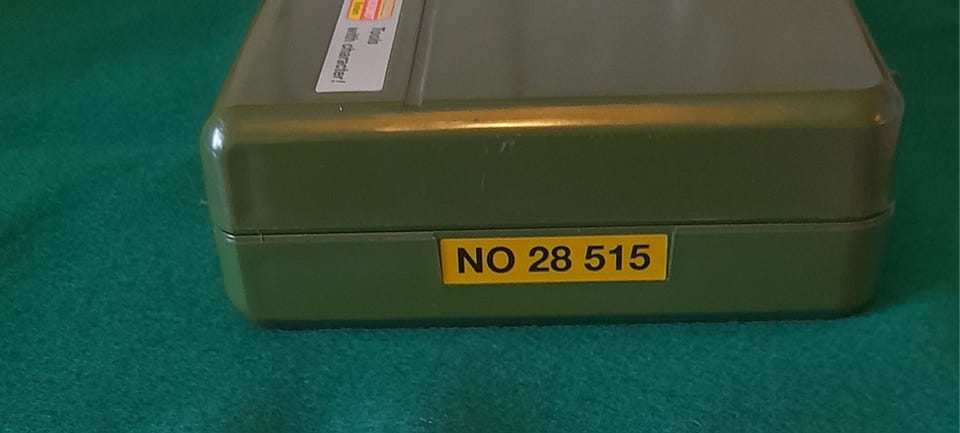 Tools
with character!
NO 28 515